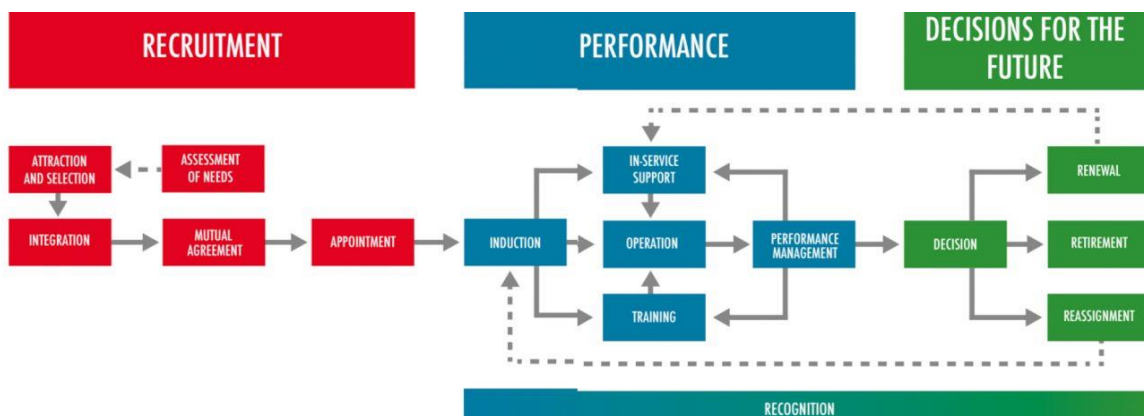 RECRUITMENT
PERFORMANCE
DECISIONS FOR THE
FUTURE
ATTRACTION
AND SELECTION
ASSESSMENT
OF NEEDS
INTEGRATION
MUTUAL
AGREEMENT
APPOINTMENT
INDUCTION
IN-SERVICE
SUPPORT
OPERATION
TRAINING
PERFORMANCE
MANAGEMENT
DECISION
RENEWAL
RETIREMENT
REASSIGNMENT
RECOGNITION